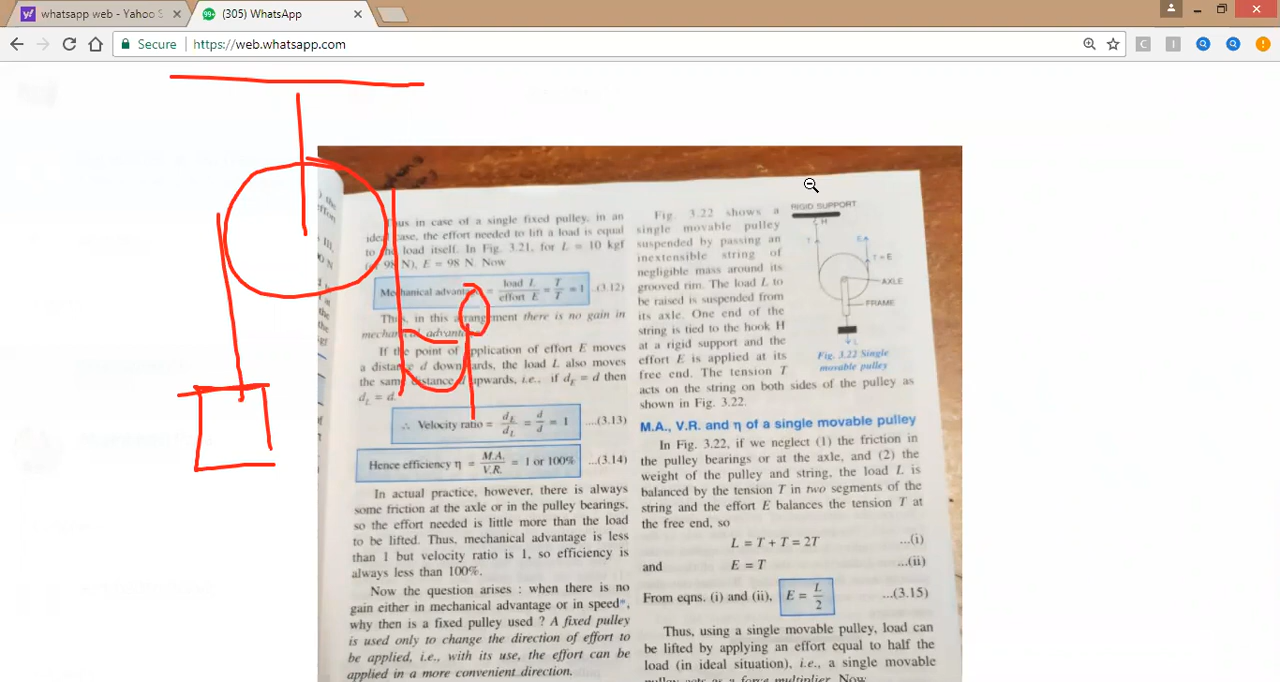 whatsapp web - Yahoo S
99+
(305) WhatsApp
Secure
https://web.whatsapp.com
Thus in case of a single fixed pulley, in an
ideal case, the effort needed to lift a load is equal
to the load itself. In Fig. 3.21, for L = 10 kgf
(or 98 N), E = 98 N Now
Mechanical advantage = load L / effort E = T / T = 1 (3.12)
Thus, in this arrangement there is no gain in
mechanical advantage.
If the point of application of effort E moves
a distance d downwards, the load L also moves
the same distance d upwards, i.e., if dE = d then
dL = d.
∴ Velocity ratio = dE / dL = d / d = 1 ....(3.13)
Hence efficiency η = M.A. / V.R. = 1 or 100% ...(3.14)
In actual practice, however, there is always
some friction at the axle or in the pulley bearings,
so the effort needed is little more than the load
to be lifted. Thus, mechanical advantage is less
than 1 but velocity ratio is 1, so efficiency is
always less than 100%.
Now the question arises : when there is no
gain either in mechanical advantage or in speed*,
why then is a fixed pulley used ? A fixed pulley
is used only to change the direction of effort to
be applied, i.e., with its use, the effort can be
applied in a more convenient direction.
Fig. 3.22 shows a
single movable pulley
suspended by passing an
inextensible string of
negligible mass around its
grooved rim. The load L to
be raised is suspended from
its axle. One end of the
string is tied to the hook H
at a rigid support and the
effort E is applied at its
free end. The tension T
acts on the string on both sides of the pulley as
shown in Fig. 3.22.
RIGID SUPPORT
H
T
E
T = E
AXLE
FRAME
L
Fig. 3.22 Single
movable pulley
M.A., V.R. and η of a single movable pulley
In Fig. 3.22, if we neglect (1) the friction in
the pulley bearings or at the axle, and (2) the
weight of the pulley and string, the load L is
balanced by the tension T in two segments of the
string and the effort E balances the tension T at
the free end, so
L = T + T = 2T ...(i)
and E = T ...(ii)
From eqns. (i) and (ii), E = L / 2 ...(3.15)
Thus, using a single movable pulley, load can
be lifted by applying an effort equal to half the
load (in ideal situation), i.e., a single movable
pulley acts as a force multiplier. Now